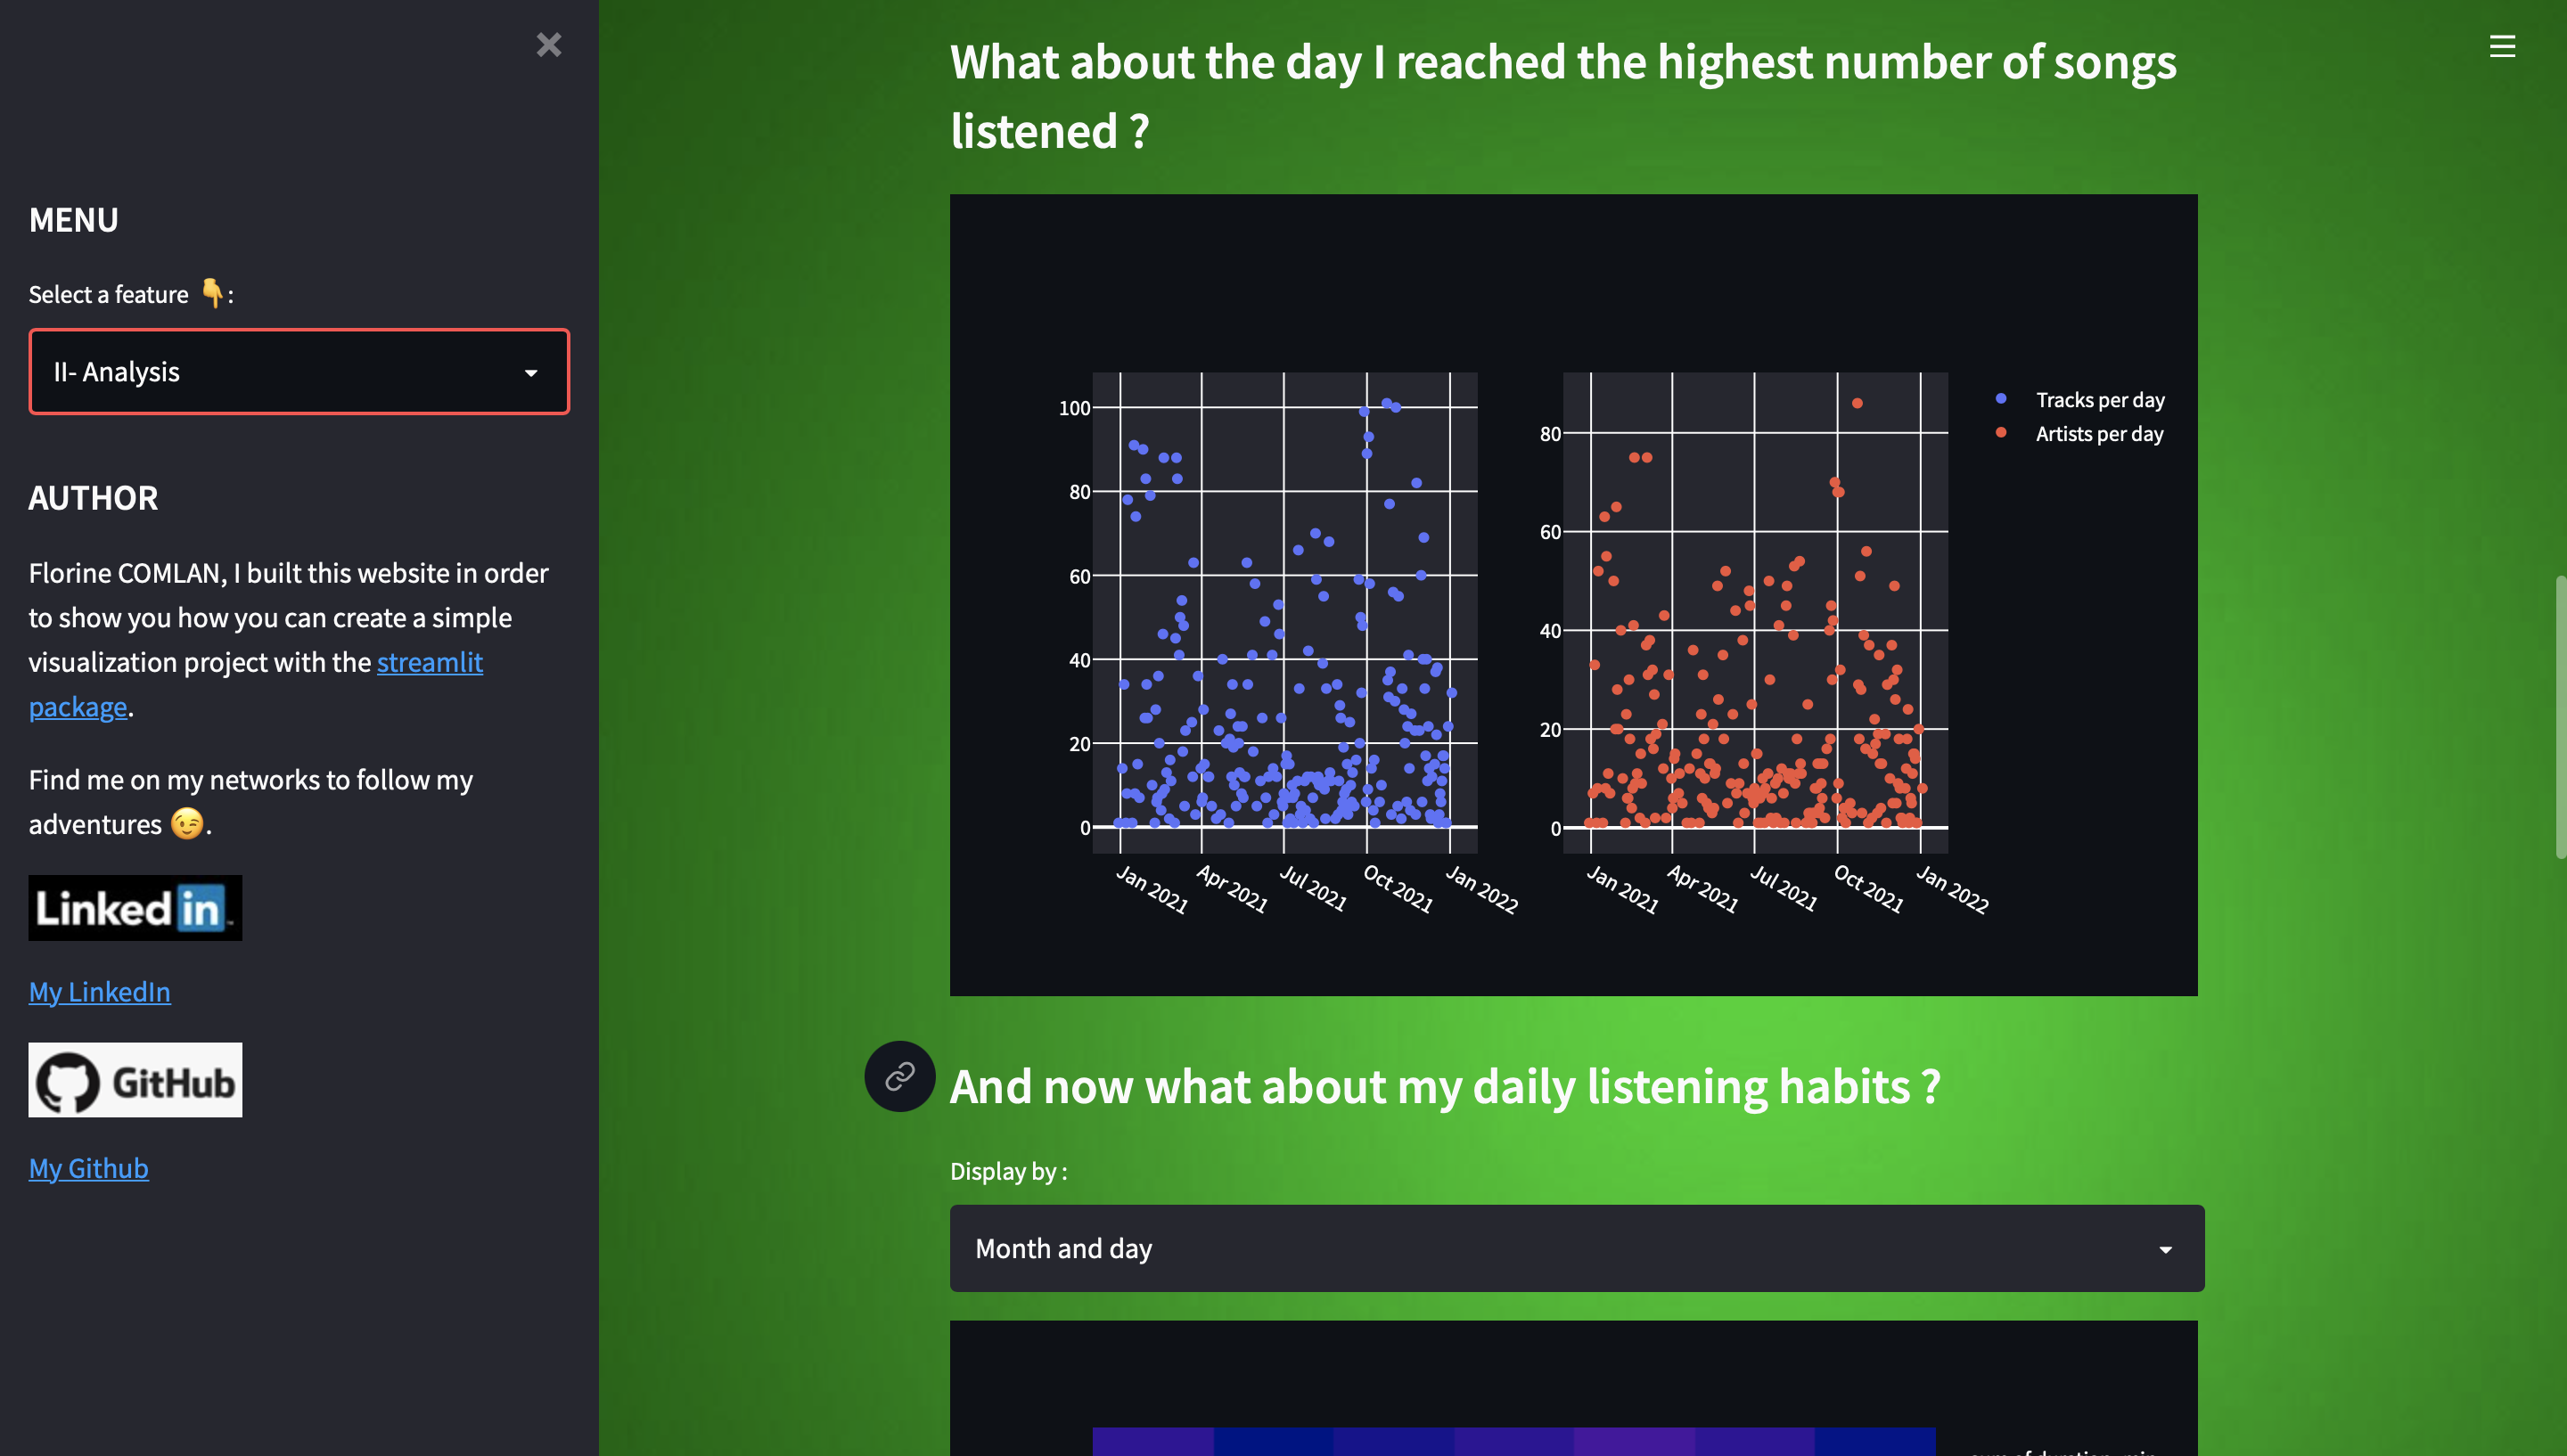 MENU
Select a feature 👇 :
II- Analysis
AUTHOR
Florine COMLAN, I built this website in order
to show you how you can create a simple
visualization project with the streamlit
package.
Find me on my networks to follow my
adventures 😉.
Linked in
My LinkedIn
GitHub
My Github
What about the day I reached the highest number of songs
listened ?
100
80
60
40
20
0
Jan 2021
Apr 2021
Jul 2021
Oct 2021
Jan 2022
80
60
40
20
0
Jan 2021
Apr 2021
Jul 2021
Oct 2021
Jan 2022
Tracks per day
Artists per day
And now what about my daily listening habits ?
Display by :
Month and day